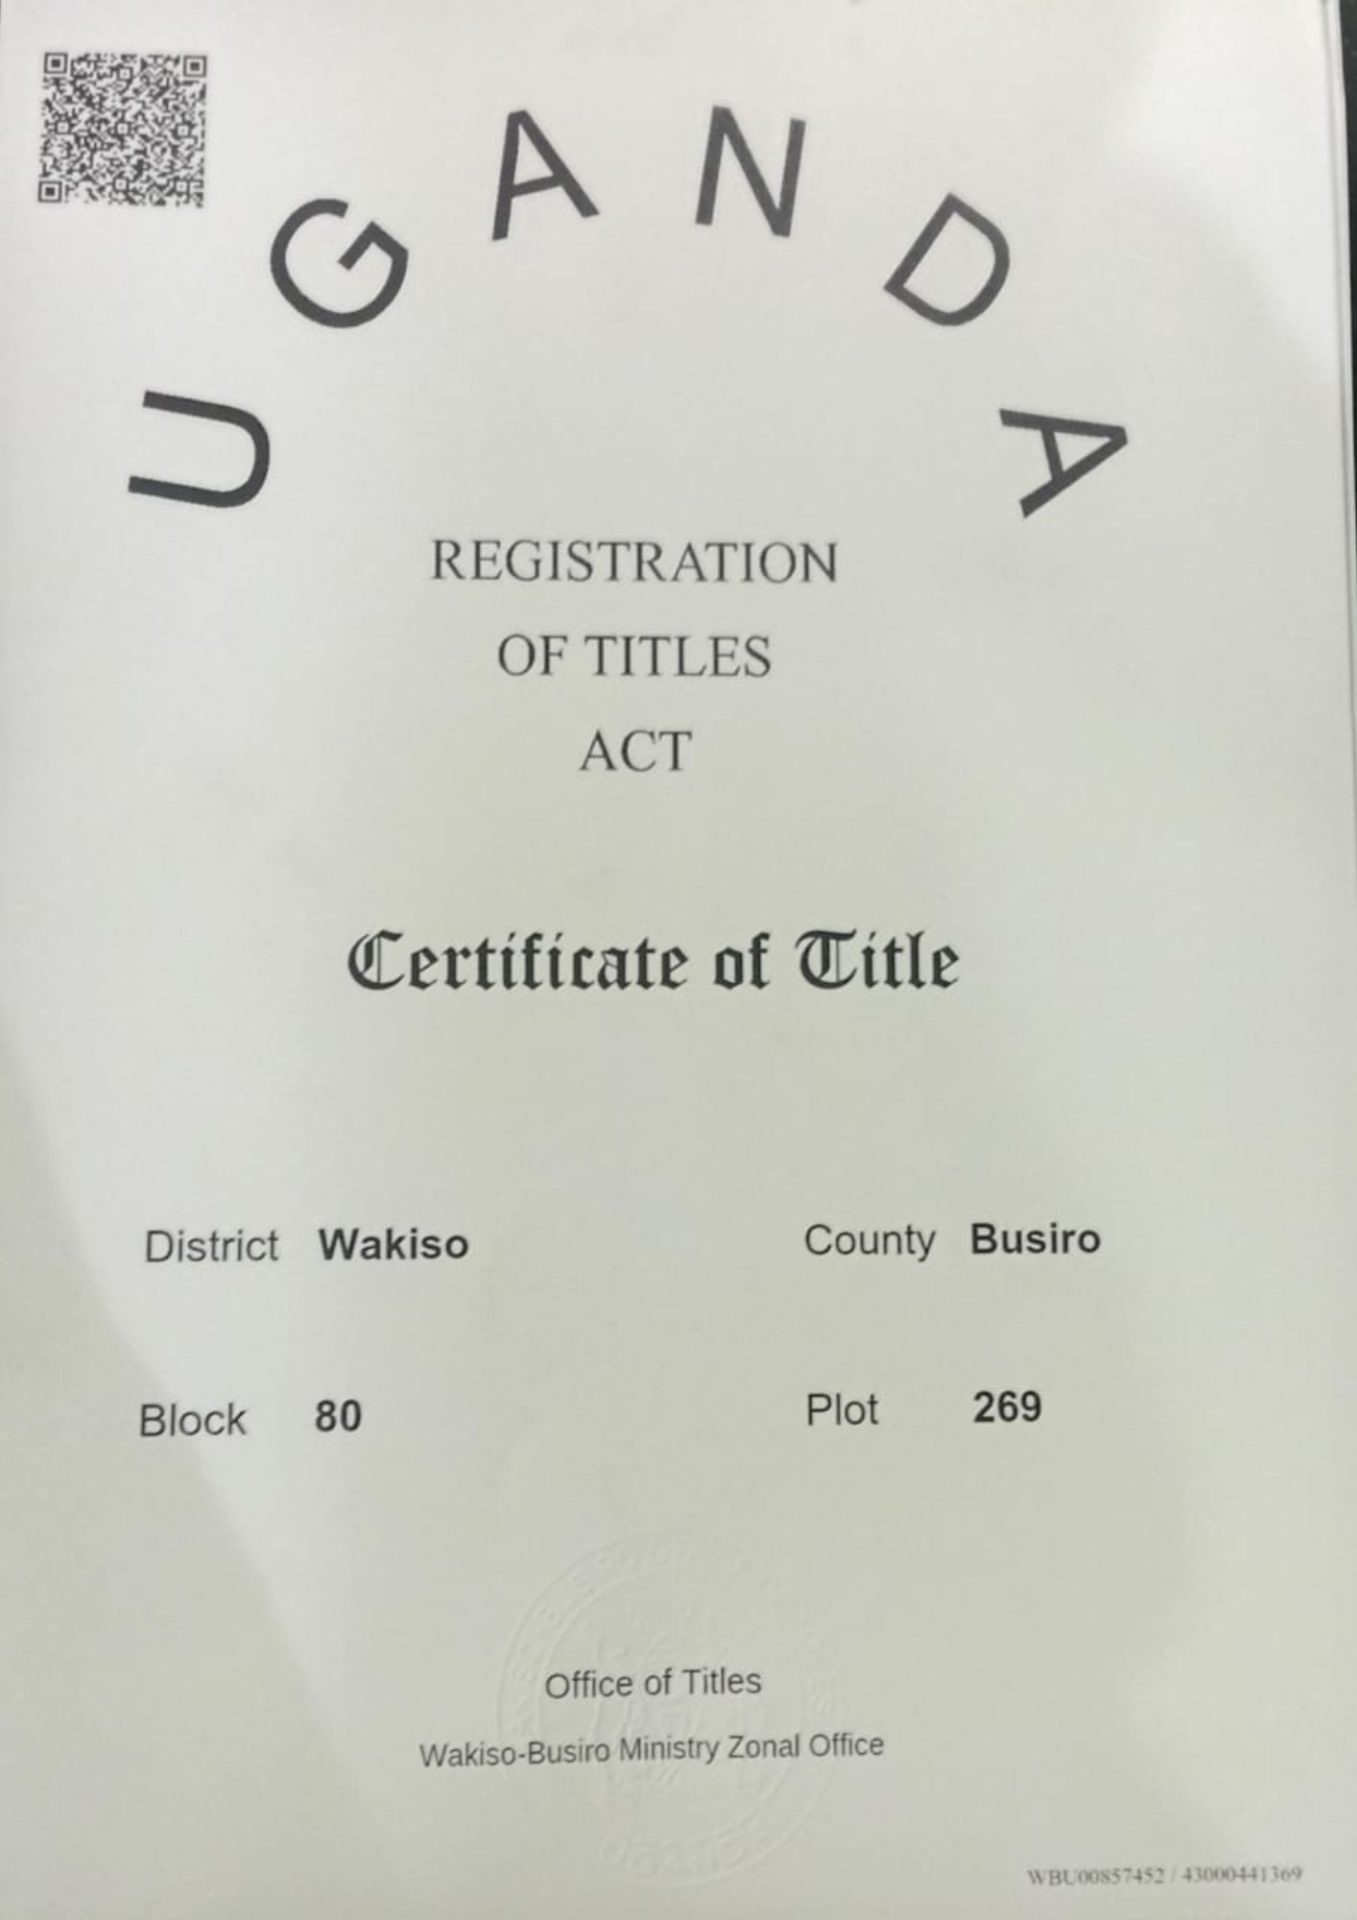 UGANDA
REGISTRATION
OF TITLES
ACT
Certificate of Title
District Wakiso County Busiro
Block 80 Plot 269
Office of Titles
Wakiso-Busiro Ministry Zonal Office
WBU00857452 / 43000441369